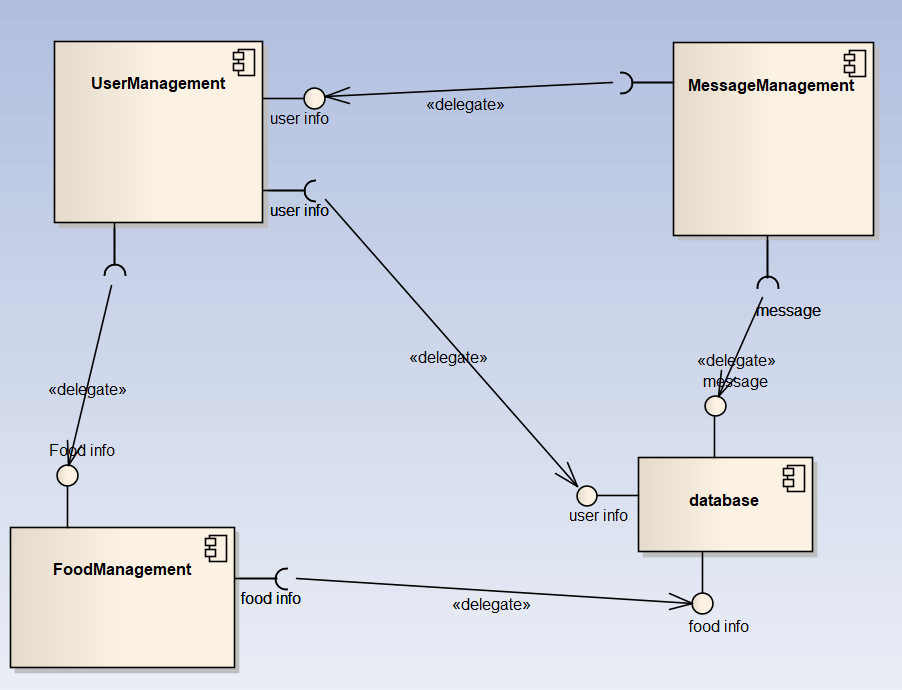 UserManagement
MessageManagement
user info
«delegate»
user info
message
«delegate»
«delegate»
message
«delegate»
Food info
database
user info
FoodManagement
food info
«delegate»
food info